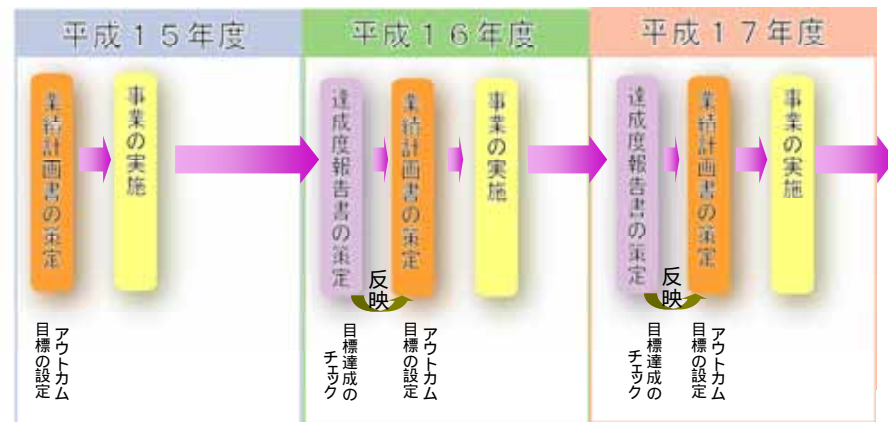 平成１５年度
業績計画書の策定
事業の実施
アウトカム
目標の設定
平成１６年度
達成度報告書の策定
業績計画書の策定
事業の実施
反映
目標達成の
チェック
アウトカム
目標の設定
平成１７年度
達成度報告書の策定
業績計画書の策定
事業の実施
反映
目標達成の
チェック
アウトカム
目標の設定